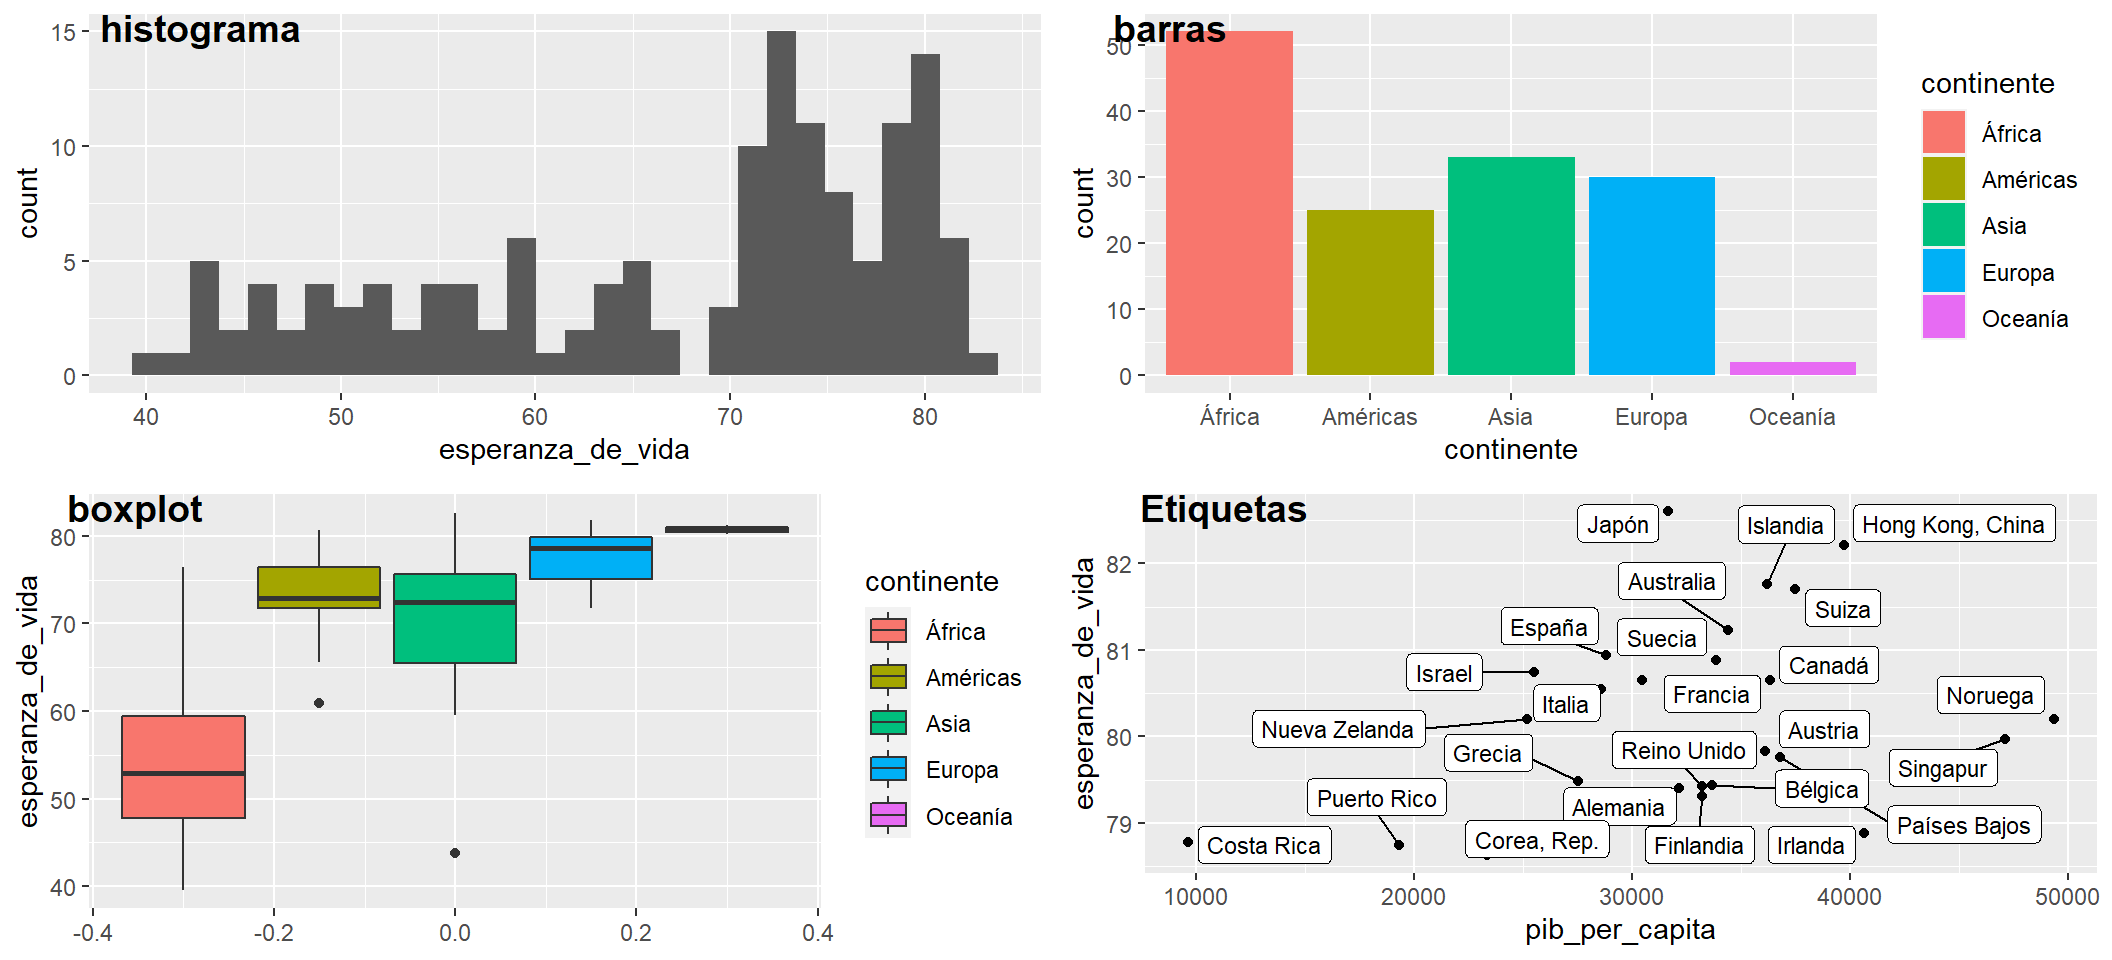 histograma
15
10
5
0
count
40 50 60 70 80
esperanza_de_vida
barras
50
40
30
20
10
0
count
África Américas Asia Europa Oceanía
continente
continente
África
Américas
Asia
Europa
Oceanía
boxplot
80
70
60
50
40
esperanza_de_vida
-0.4 -0.2 0.0 0.2 0.4
continente
África
Américas
Asia
Europa
Oceanía
Etiquetas
82
81
80
79
esperanza_de_vida
Japón Islandia Hong Kong, China
Australia
Suiza
España Suecia
Canadá
Israel
Francia Noruega
Italia
Nueva Zelanda Austria
Grecia Reino Unido
Singapur
Bélgica
Puerto Rico Alemania
Países Bajos
Costa Rica Corea, Rep. Finlandia Irlanda
10000 20000 30000 40000 50000
pib_per_capita